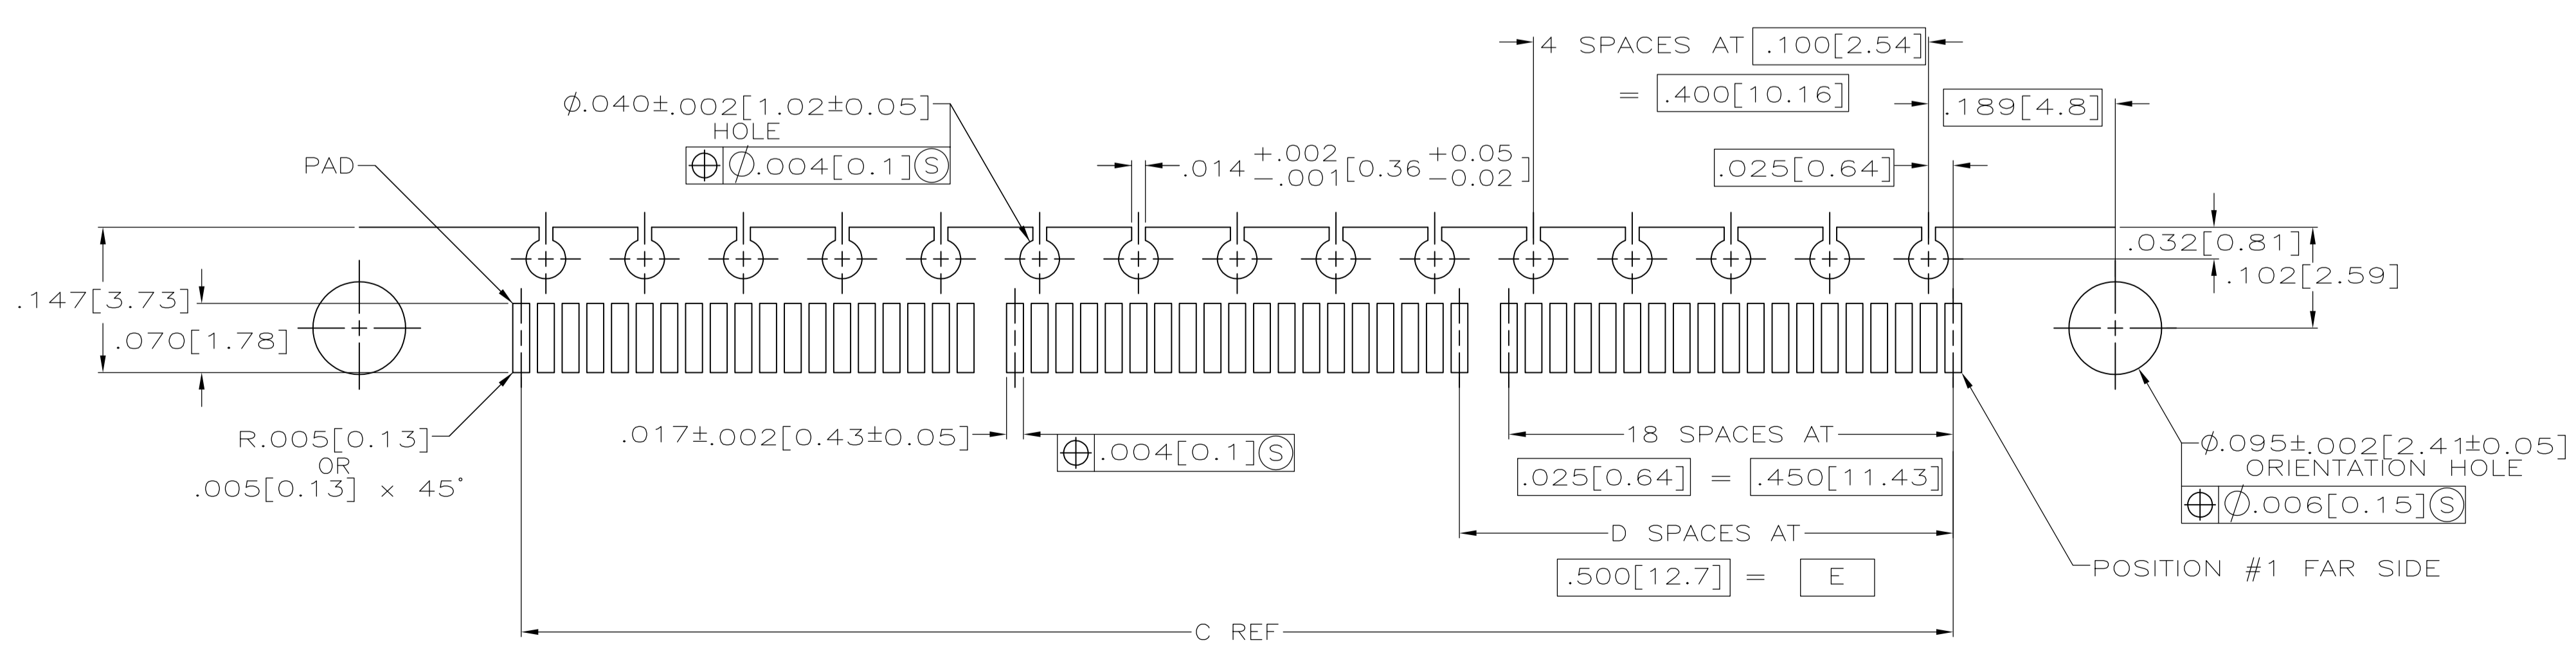 4 SPACES AT .100[2.54]
= .400[10.16]
.189[4.8]
Ø.040±.002[1.02±0.05]
HOLE
⌖ Ø.004[0.1]Ⓢ
PAD
.014 +.002 -.001 [0.36 +0.05 -0.02]
.025[0.64]
.032[0.81]
.102[2.59]
.147[3.73]
.070[1.78]
R.005[0.13]
OR
.005[0.13] x 45°
.017±.002[0.43±0.05]
⌖ .004[0.1]Ⓢ
18 SPACES AT
.025[0.64] = .450[11.43]
D SPACES AT
.500[12.7] = E
Ø.095±.002[2.41±0.05]
ORIENTATION HOLE
⌖ Ø.006[0.15]Ⓢ
POSITION #1 FAR SIDE
C REF